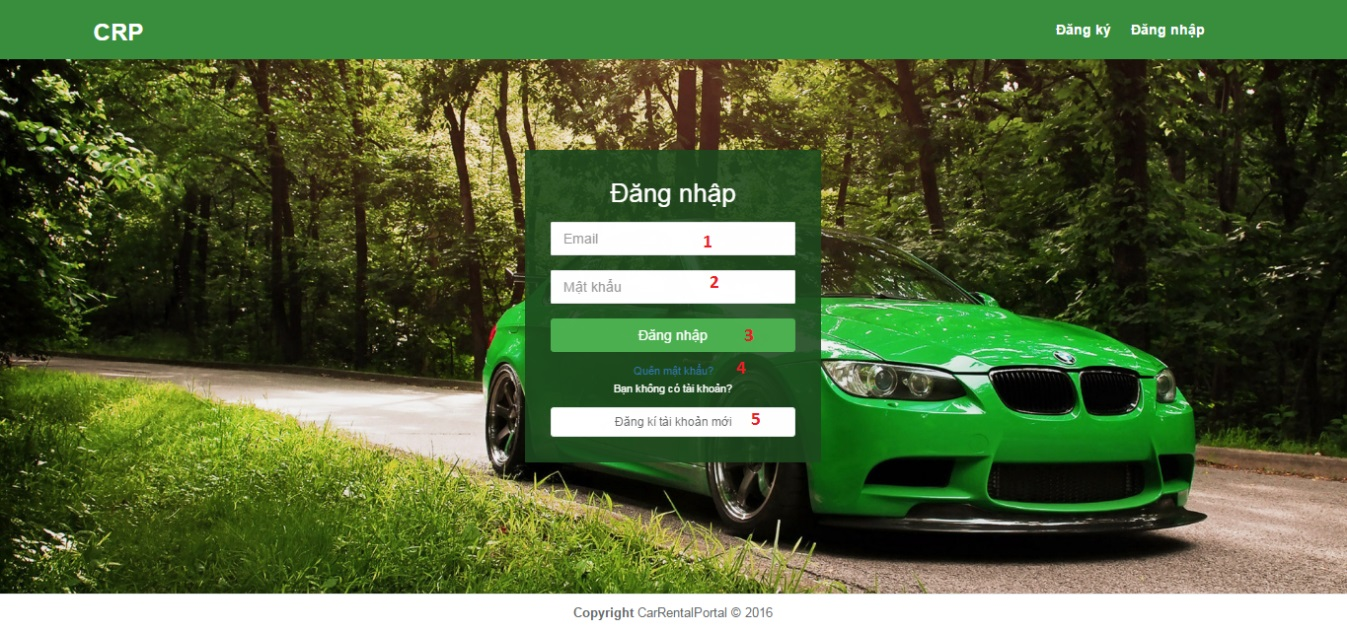 CRP
Đăng ký Đăng nhập
Đăng nhập
Email 1
Mật khẩu 2
Đăng nhập 3
Quên mật khẩu? 4
Bạn không có tài khoản?
Đăng kí tài khoản mới 5
Copyright CarRentalPortal © 2016